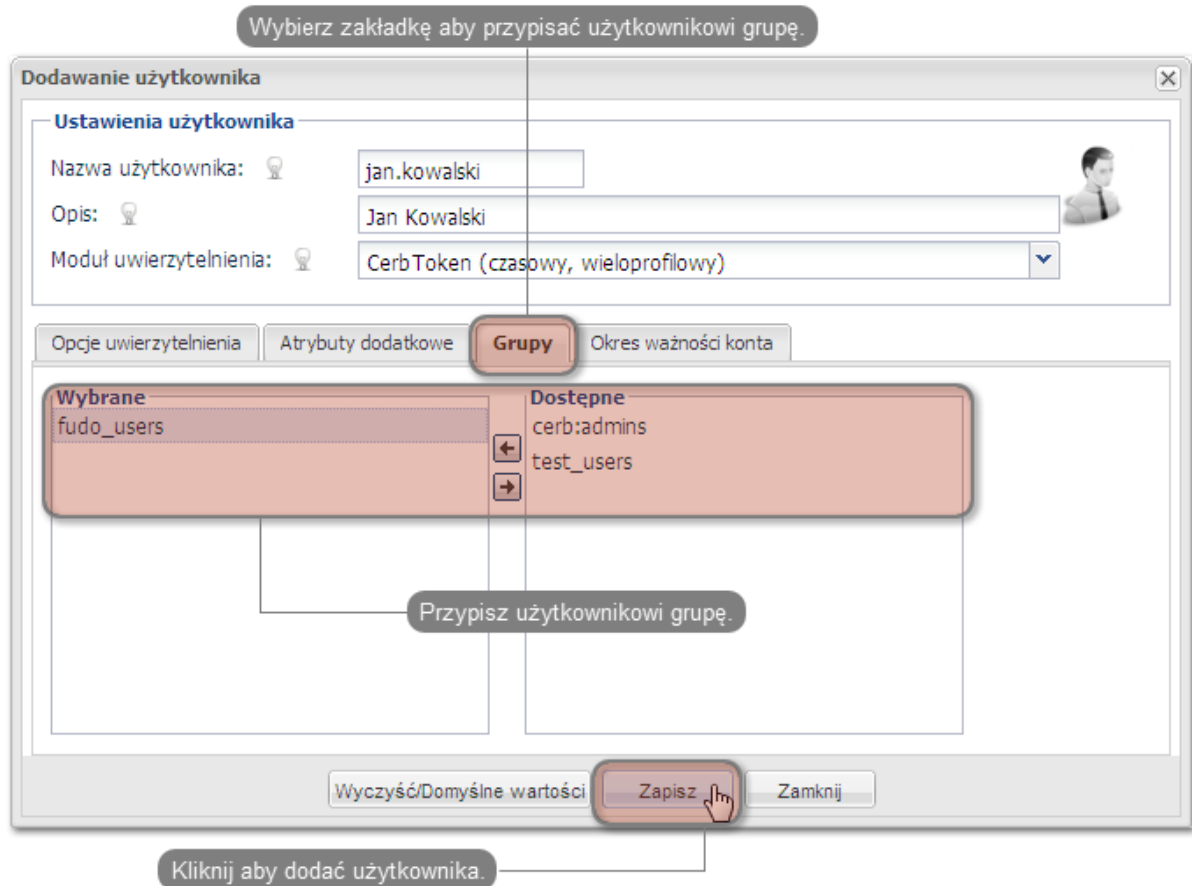 Wybierz zakładkę aby przypisać użytkownikowi grupę.
Dodawanie użytkownika
Ustawienia użytkownika
Nazwa użytkownika: jan.kowalski
Opis: Jan Kowalski
Moduł uwierzytelnienia: CerbToken (czasowy, wieloprofilowy)
Opcje uwierzytelnienia Atrybuty dodatkowe Grupy Okres ważności konta
Wybrane Dostępne
fudo_users cerb:admins
test_users
Przypisz użytkownikowi grupę.
Wyczyść/Domyślne wartości Zapisz Zamknij
Kliknij aby dodać użytkownika.